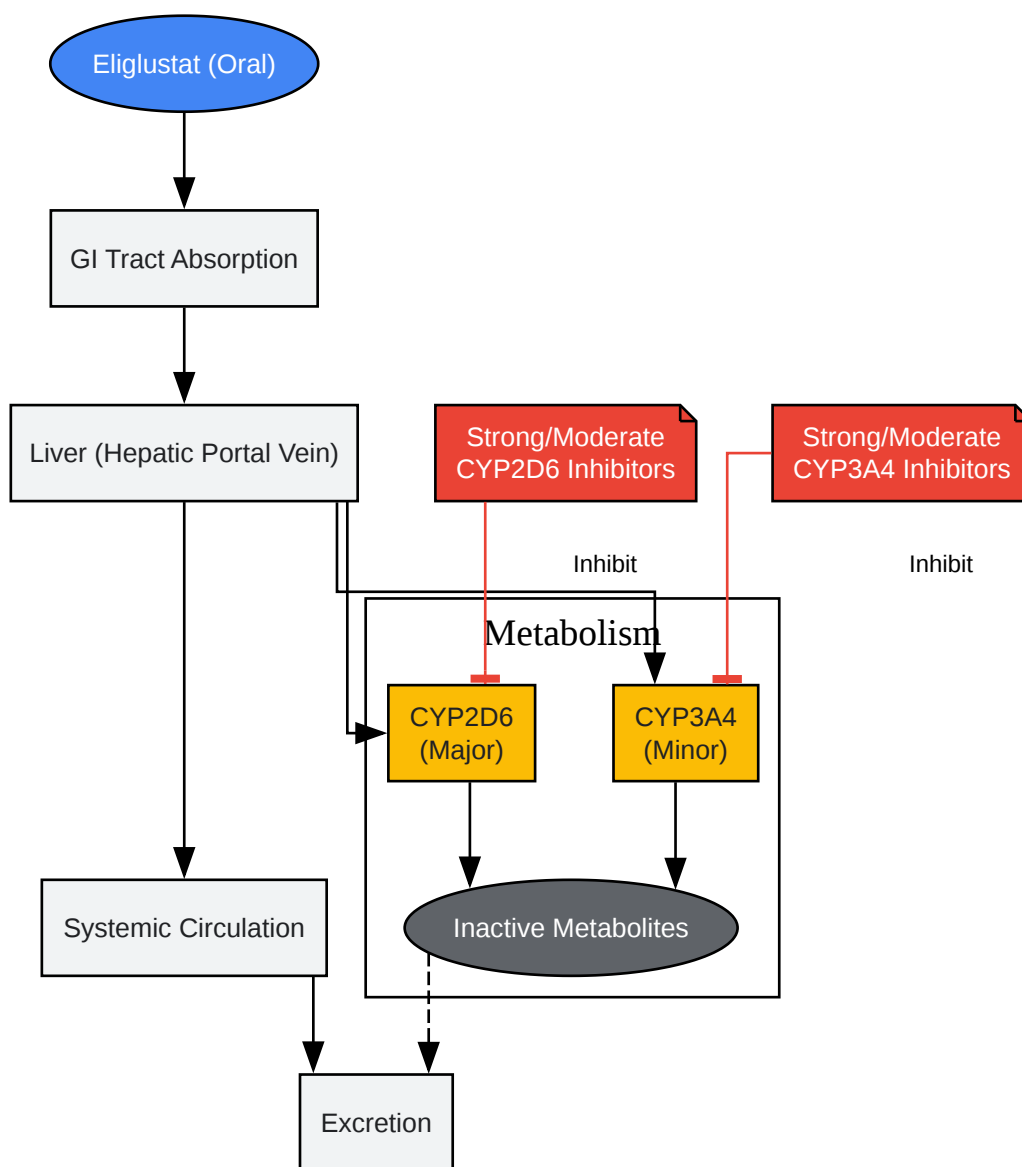 Eliglustat (Oral)
GI Tract Absorption
Liver (Hepatic Portal Vein)
Strong/Moderate
CYP2D6 Inhibitors
Strong/Moderate
CYP3A4 Inhibitors
Inhibit
Inhibit
Metabolism
CYP2D6
(Major)
CYP3A4
(Minor)
Systemic Circulation
Inactive Metabolites
Excretion